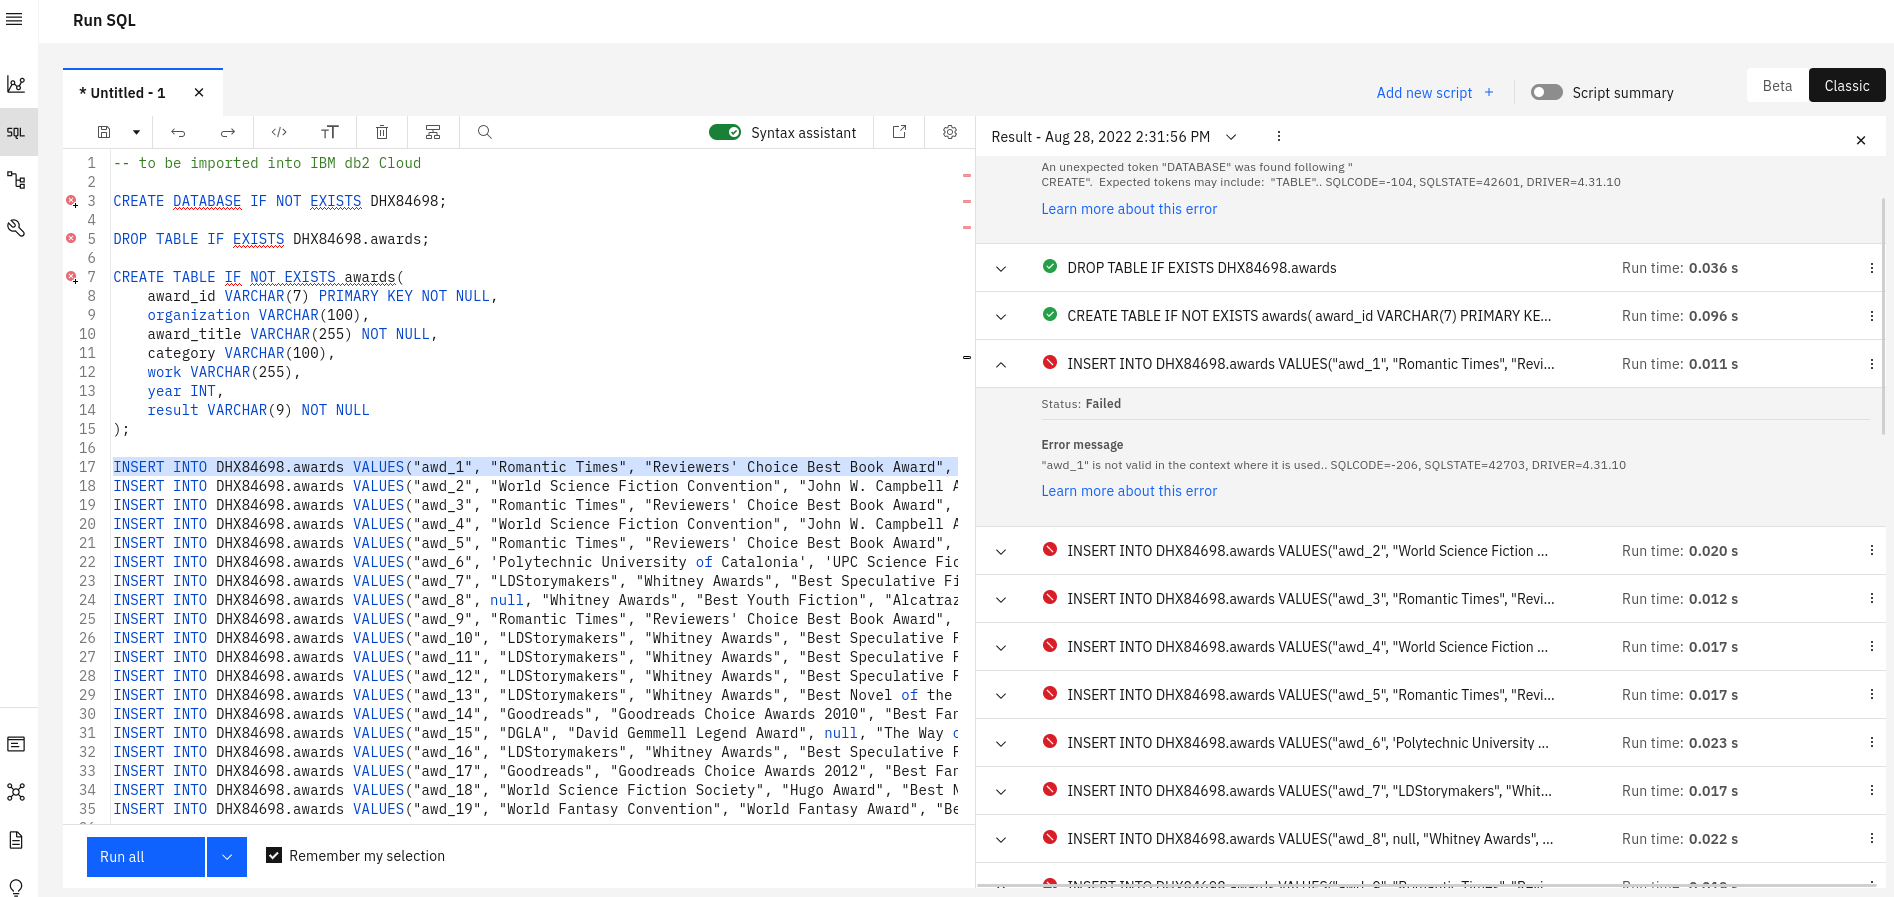 Run SQL
* Untitled - 1
Add new script +
Script summary
Beta
Classic
SQL
Syntax assistant
1 -- to be imported into IBM db2 Cloud
2
3 CREATE DATABASE IF NOT EXISTS DHX84698;
4
5 DROP TABLE IF EXISTS DHX84698.awards;
6
7 CREATE TABLE IF NOT EXISTS awards(
8 award_id VARCHAR(7) PRIMARY KEY NOT NULL,
9 organization VARCHAR(100),
10 award_title VARCHAR(255) NOT NULL,
11 category VARCHAR(100),
12 work VARCHAR(255),
13 year INT,
14 result VARCHAR(9) NOT NULL
15 );
16
17 INSERT INTO DHX84698.awards VALUES("awd_1", "Romantic Times", "Reviewers' Choice Best Book Award",
18 INSERT INTO DHX84698.awards VALUES("awd_2", "World Science Fiction Convention", "John W. Campbell A
19 INSERT INTO DHX84698.awards VALUES("awd_3", "Romantic Times", "Reviewers' Choice Best Book Award",
20 INSERT INTO DHX84698.awards VALUES("awd_4", "World Science Fiction Convention", "John W. Campbell A
21 INSERT INTO DHX84698.awards VALUES("awd_5", "Romantic Times", "Reviewers' Choice Best Book Award",
22 INSERT INTO DHX84698.awards VALUES("awd_6", 'Polytechnic University of Catalonia', 'UPC Science Fic
23 INSERT INTO DHX84698.awards VALUES("awd_7", "LDStorymakers", "Whitney Awards", "Best Speculative Fi
24 INSERT INTO DHX84698.awards VALUES("awd_8", null, "Whitney Awards", "Best Youth Fiction", "Alcatraz
25 INSERT INTO DHX84698.awards VALUES("awd_9", "Romantic Times", "Reviewers' Choice Best Book Award",
26 INSERT INTO DHX84698.awards VALUES("awd_10", "LDStorymakers", "Whitney Awards", "Best Speculative F
27 INSERT INTO DHX84698.awards VALUES("awd_11", "LDStorymakers", "Whitney Awards", "Best Speculative F
28 INSERT INTO DHX84698.awards VALUES("awd_12", "LDStorymakers", "Whitney Awards", "Best Speculative F
29 INSERT INTO DHX84698.awards VALUES("awd_13", "LDStorymakers", "Whitney Awards", "Best Novel of the
30 INSERT INTO DHX84698.awards VALUES("awd_14", "Goodreads", "Goodreads Choice Awards 2010", "Best Fan
31 INSERT INTO DHX84698.awards VALUES("awd_15", "DGLA", "David Gemmell Legend Award", null, "The Way o
32 INSERT INTO DHX84698.awards VALUES("awd_16", "LDStorymakers", "Whitney Awards", "Best Speculative F
33 INSERT INTO DHX84698.awards VALUES("awd_17", "Goodreads", "Goodreads Choice Awards 2012", "Best Fan
34 INSERT INTO DHX84698.awards VALUES("awd_18", "World Science Fiction Society", "Hugo Award", "Best N
35 INSERT INTO DHX84698.awards VALUES("awd_19", "World Fantasy Convention", "World Fantasy Award", "Be
Run all
Remember my selection
Result - Aug 28, 2022 2:31:56 PM
An unexpected token "DATABASE" was found following "
CREATE". Expected tokens may include: "TABLE".. SQLCODE=-104, SQLSTATE=42601, DRIVER=4.31.10
Learn more about this error
DROP TABLE IF EXISTS DHX84698.awards Run time: 0.036 s
CREATE TABLE IF NOT EXISTS awards( award_id VARCHAR(7) PRIMARY KE... Run time: 0.096 s
INSERT INTO DHX84698.awards VALUES("awd_1", "Romantic Times", "Revi... Run time: 0.011 s
Status: Failed
Error message
"awd_1" is not valid in the context where it is used.. SQLCODE=-206, SQLSTATE=42703, DRIVER=4.31.10
Learn more about this error
INSERT INTO DHX84698.awards VALUES("awd_2", "World Science Fiction ... Run time: 0.020 s
INSERT INTO DHX84698.awards VALUES("awd_3", "Romantic Times", "Revi... Run time: 0.012 s
INSERT INTO DHX84698.awards VALUES("awd_4", "World Science Fiction ... Run time: 0.017 s
INSERT INTO DHX84698.awards VALUES("awd_5", "Romantic Times", "Revi... Run time: 0.017 s
INSERT INTO DHX84698.awards VALUES("awd_6", 'Polytechnic University ... Run time: 0.023 s
INSERT INTO DHX84698.awards VALUES("awd_7", "LDStorymakers", "Whit... Run time: 0.017 s
INSERT INTO DHX84698.awards VALUES("awd_8", null, "Whitney Awards", ... Run time: 0.022 s
INSERT INTO DHX84698.awards VALUES("awd_9", "Romantic Times", "Revi... Run time: